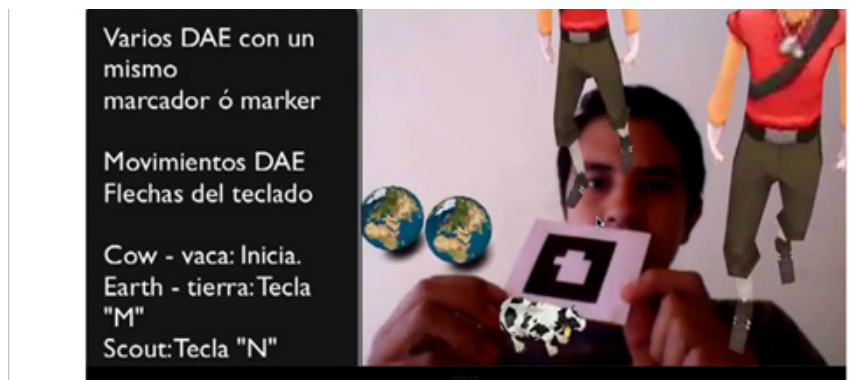 Varios DAE con un
mismo
marcador ó marker
Movimientos DAE
Flechas del teclado
Cow - vaca: Inicia.
Earth - tierra: Tecla
"M"
Scout: Tecla "N"